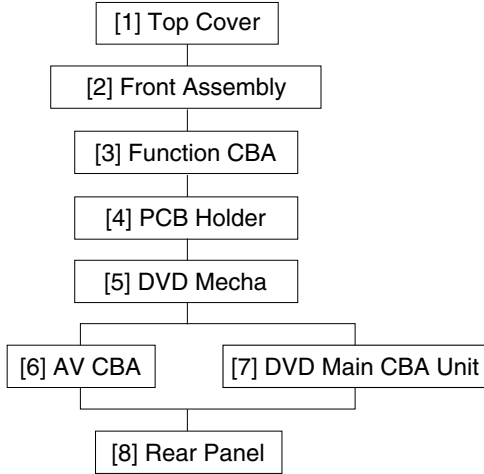 [1] Top Cover
[2] Front Assembly
[3] Function CBA
[4] PCB Holder
[5] DVD Mecha
[6] AV CBA
[7] DVD Main CBA Unit
[8] Rear Panel